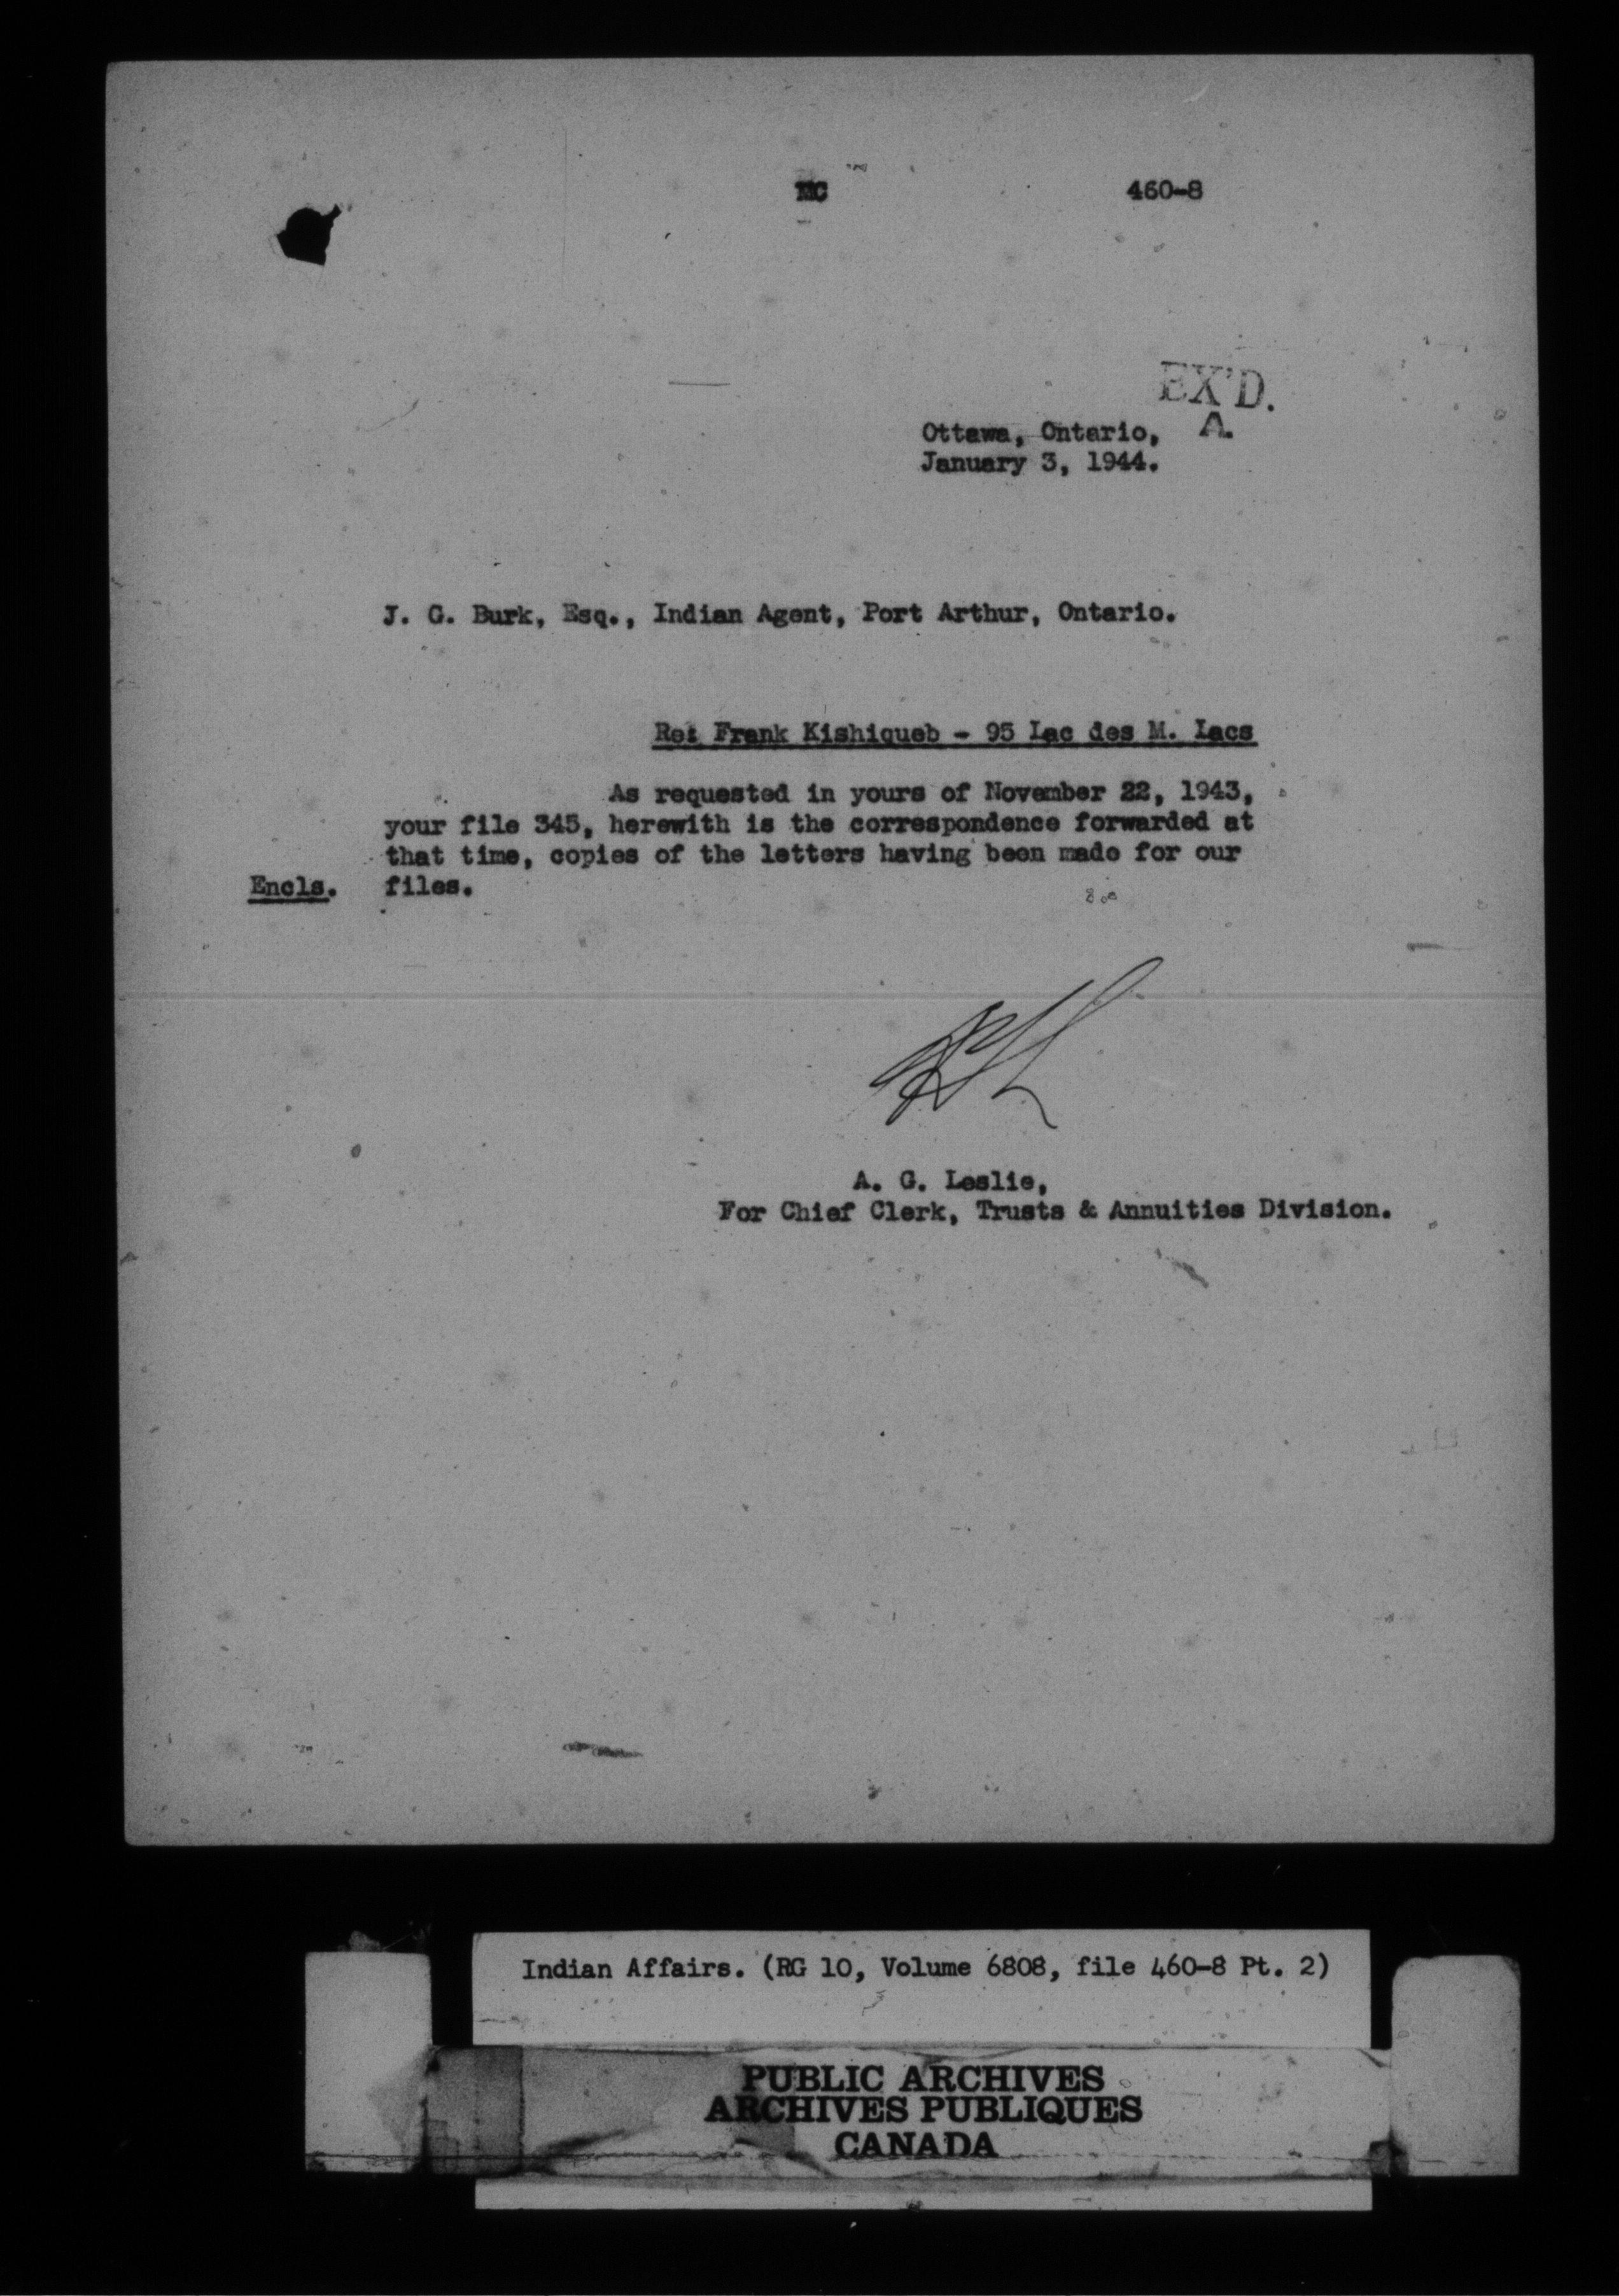 MC 460-8
EX'D.
A.
Ottawa, Ontario,
January 3, 1944.
J. G. Burk, Esq., Indian Agent, Port Arthur, Ontario.
Re: Frank Kishiqueb - 95 Lac des M. Lacs
As requested in yours of November 22, 1943,
your file 345, herewith is the correspondence forwarded at
that time, copies of the letters having been made for our
Encls. files.
A. G. Leslie,
For Chief Clerk, Trusts & Annuities Division.
Indian Affairs. (RG 10, Volume 6808, file 460-8 Pt. 2)
PUBLIC ARCHIVES
ARCHIVES PUBLIQUES
CANADA